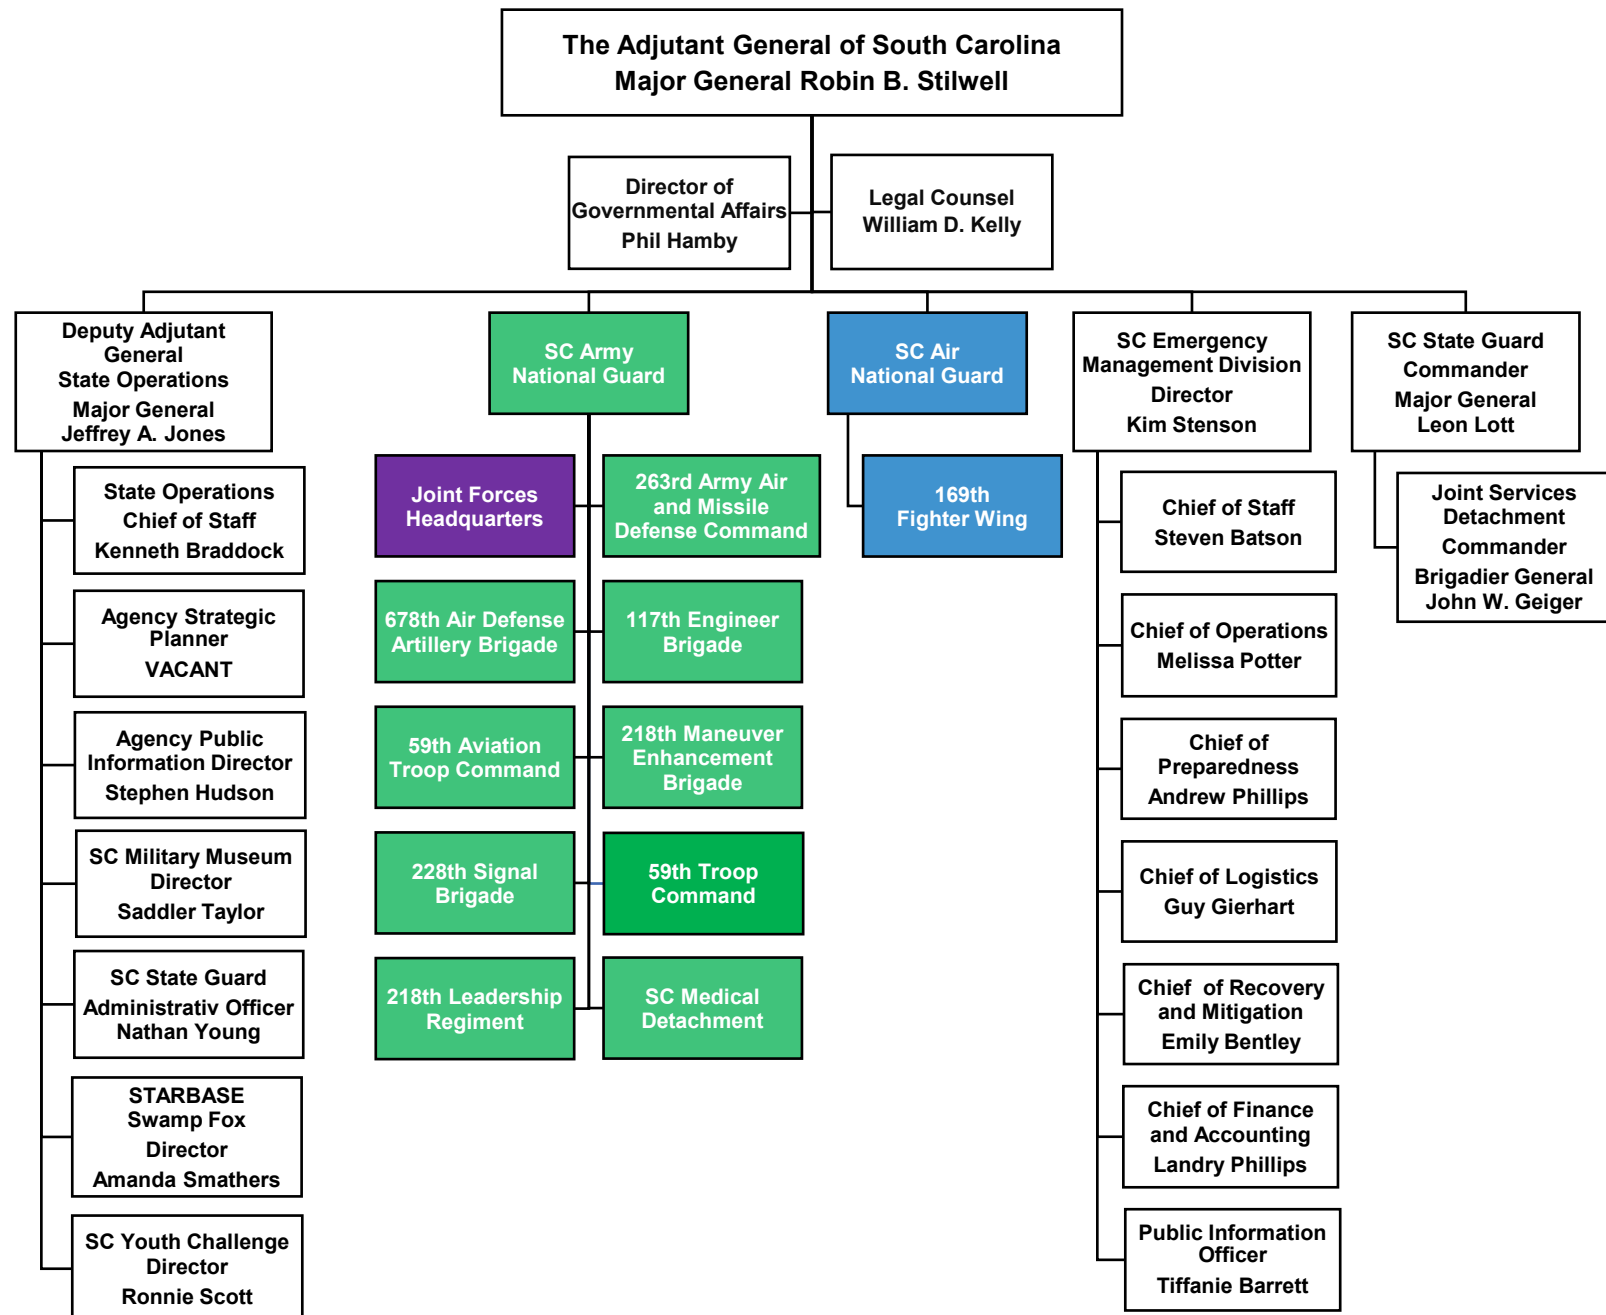 The Adjutant General of South Carolina
Major General Robin B. Stilwell
Director of
Governmental Affairs
Phil Hamby
Legal Counsel
William D. Kelly
Deputy Adjutant
General
State Operations
Major General
Jeffrey A. Jones
State Operations
Chief of Staff
Kenneth Braddock
Agency Strategic
Planner
VACANT
Agency Public
Information Director
Stephen Hudson
SC Military Museum
Director
Saddler Taylor
SC State Guard
Administrativ Officer
Nathan Young
STARBASE
Swamp Fox
Director
Amanda Smathers
SC Youth Challenge
Director
Ronnie Scott
SC Army
National Guard
Joint Forces
Headquarters
263rd Army Air
and Missile
Defense Command
678th Air Defense
Artillery Brigade
117th Engineer
Brigade
59th Aviation
Troop Command
218th Maneuver
Enhancement
Brigade
228th Signal
Brigade
59th Troop
Command
218th Leadership
Regiment
SC Medical
Detachment
SC Air
National Guard
169th
Fighter Wing
SC Emergency
Management Division
Director
Kim Stenson
Chief of Staff
Steven Batson
Chief of Operations
Melissa Potter
Chief of
Preparedness
Andrew Phillips
Chief of Logistics
Guy Gierhart
Chief  of Recovery
and Mitigation
Emily Bentley
Chief of Finance
and Accounting
Landry Phillips
Public Information
Officer
Tiffanie Barrett
SC State Guard
Commander
Major General
Leon Lott
Joint Services
Detachment
Commander
Brigadier General
John W. Geiger